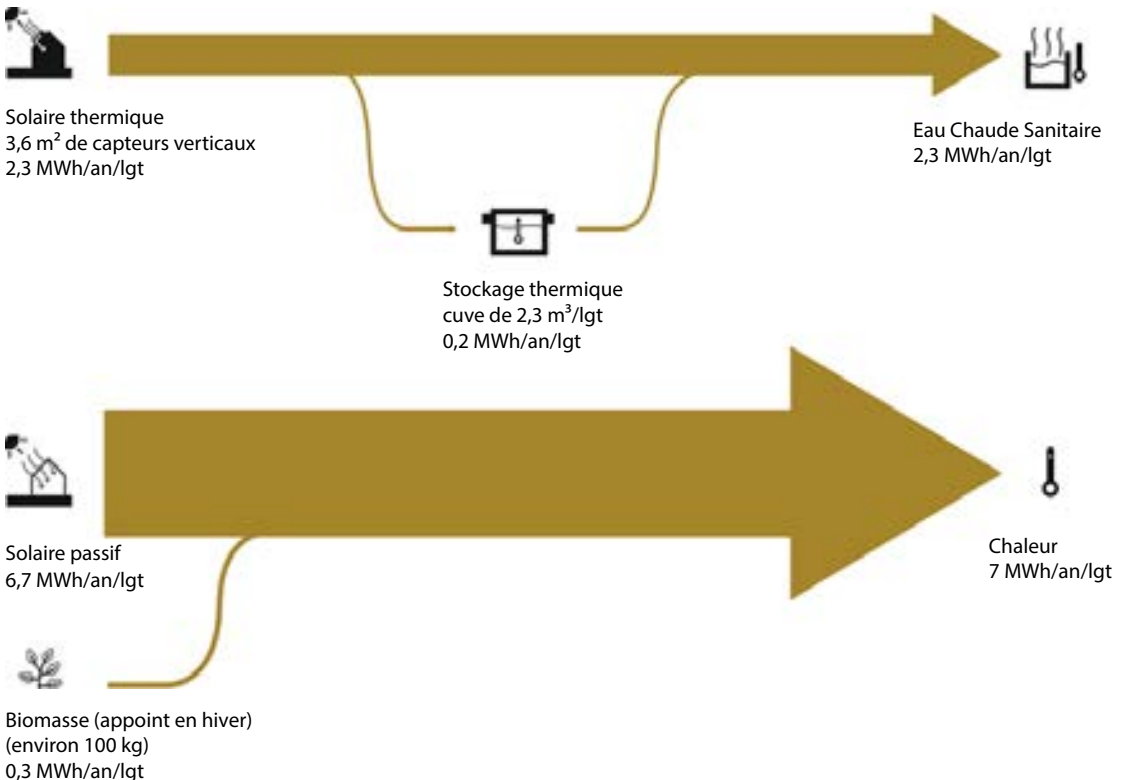 Solaire thermique
3,6 m² de capteurs verticaux
2,3 MWh/an/lgt
Eau Chaude Sanitaire
2,3 MWh/an/lgt
Stockage thermique
cuve de 2,3 m³/lgt
0,2 MWh/an/lgt
Solaire passif
6,7 MWh/an/lgt
Chaleur
7 MWh/an/lgt
Biomasse (appoint en hiver)
(environ 100 kg)
0,3 MWh/an/lgt